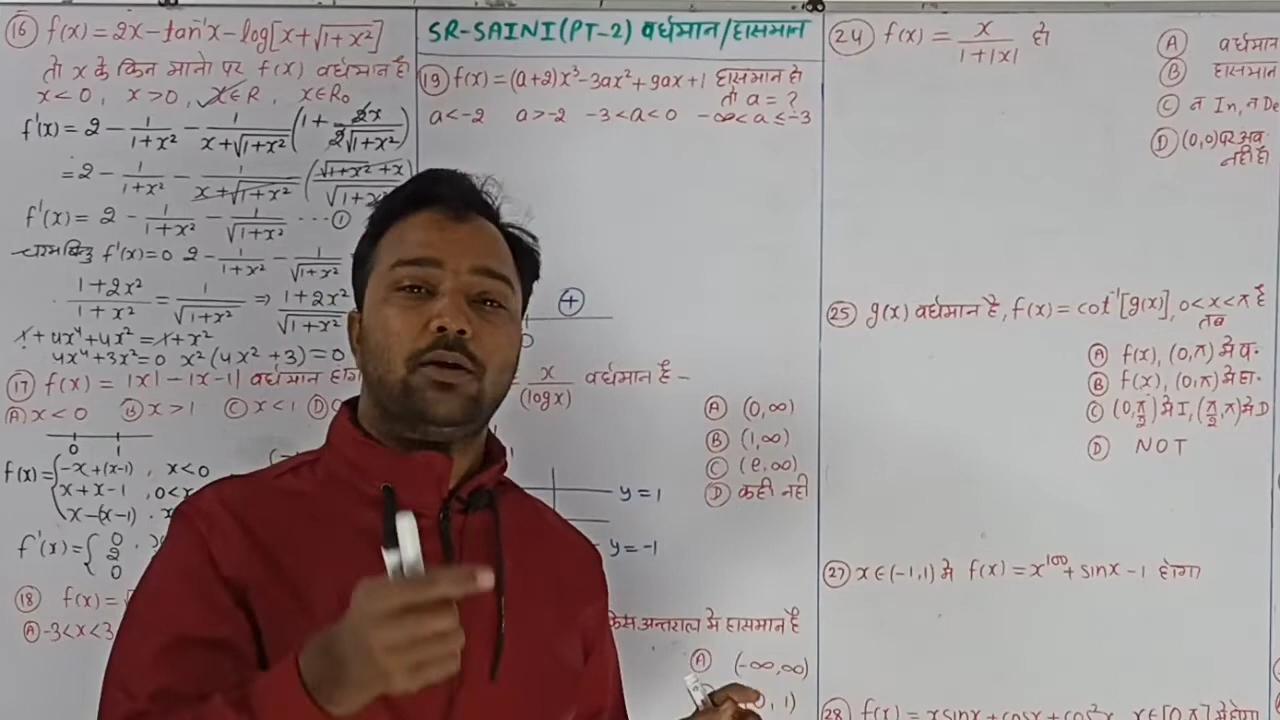 (16) f(x) = 2x - tan⁻¹x - log[x+√1+x²]
तो x के किन मानो पर f(x) वर्धमान है
x<0, x>0, x∈R, x∈R₀
f'(x) = 2 - 1/(1+x²) - 1/(x+√1+x²) (1 + 2x/(2√1+x²))
= 2 - 1/(1+x²) - 1/(x+√1+x²) ((√1+x²+x)/√1+x²)
f'(x) = 2 - 1/(1+x²) - 1/√1+x² ---- ①
चरमबिन्दु f'(x)=0 2 - 1/(1+x²) - 1/√1+x²
(1+2x²)/(1+x²) = 1/√1+x² ⇒ (1+2x²)/√1+x²
1+4x⁴+4x² = 1+x²
4x⁴+3x²=0 x²(4x²+3)=0
(17) f(x) = |x| - |x-1| वर्धमान होगा
(A) x<0 (B) x>1 (C) x<1 (D)
0 1
f(x) = { -x+(x-1), x<0
x+x-1, 0<x
x-(x-1).
f'(x) = { 0
2
0
(18) f(x) = √
(A) -3<x<3
SR-SAINI (PT-2) वर्धमान/ह्रासमान
(19) f(x) = (a+2)x³-3ax²+9ax+1 ह्रासमान हो
तो a = ?
a<-2 a>-2 -3<a<0 -∞<a≤-3
+
0
x/(logx) वर्धमान है -
(A) (0,∞)
(B) (1,∞)
(C) (e,∞)
(D) कही नही
y=1
y=-1
किस अन्तराल मे ह्रासमान है
(A) (-∞,∞)
, 1)
(24) f(x) = x/(1+|x|) हो
(A) वर्धमान
(B) ह्रासमान
(C) न In, न De
(D) (0,0) पर अव
नही है
(25) g(x) वर्धमान है, f(x) = cot⁻¹[g(x)], 0<x<π है
तब
(A) f(x), (0,π) मे व.
(B) f(x), (0,π) मे ह्रा.
(C) (0,π/2) मे I, (π/2,π) मे D
(D) NOT
(27) x∈(-1,1) मे f(x) = x¹⁰⁰+sinx-1 होगा
(28) f(x) = xsinx+cosx+cos²x, x∈[0,π] मे होगा